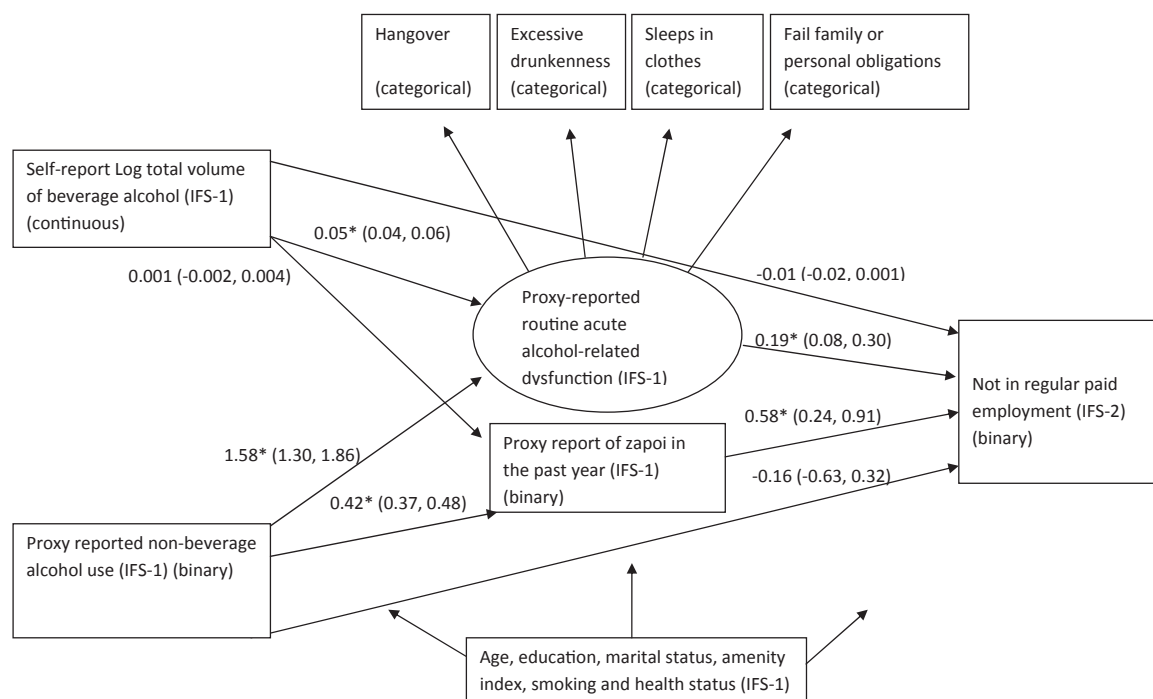 Hangover
(categorical)
Excessive
drunkenness
(categorical)
Sleeps in
clothes
(categorical)
Fail family or
personal obligations
(categorical)
Self-report Log total volume
of beverage alcohol (IFS-1)
(continuous)
0.05* (0.04, 0.06)
0.001 (-0.002, 0.004)
-0.01 (-0.02, 0.001)
Proxy-reported
routine acute
alcohol-related
dysfunction (IFS-1)
0.19* (0.08, 0.30)
Not in regular paid
employment (IFS-2)
(binary)
0.58* (0.24, 0.91)
Proxy report of zapoi in
the past year (IFS-1)
(binary)
1.58* (1.30, 1.86)
0.42* (0.37, 0.48)
-0.16 (-0.63, 0.32)
Proxy reported non-beverage
alcohol use (IFS-1) (binary)
Age, education, marital status, amenity
index, smoking and health status (IFS-1)